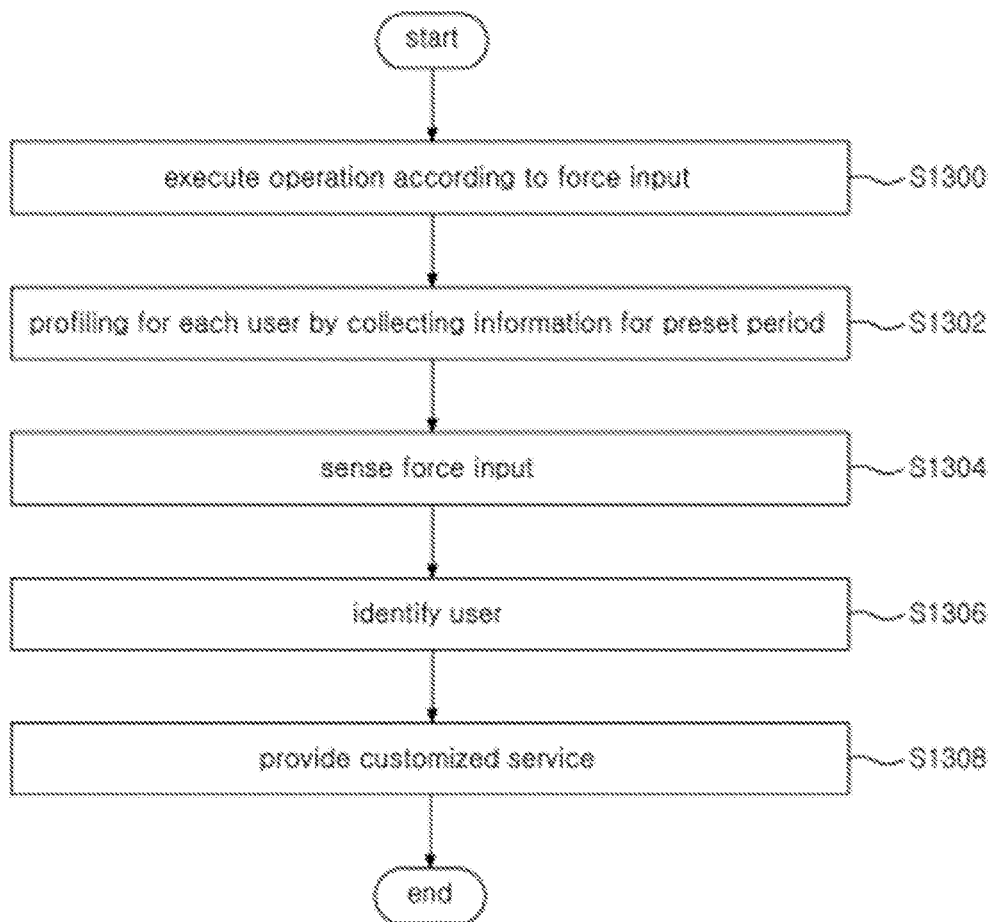 start
execute operation according to force input
S1300
profiling for each user by collecting information for preset period
S1302
sense force input
S1304
identify user
S1306
provide customized service
S1308
end